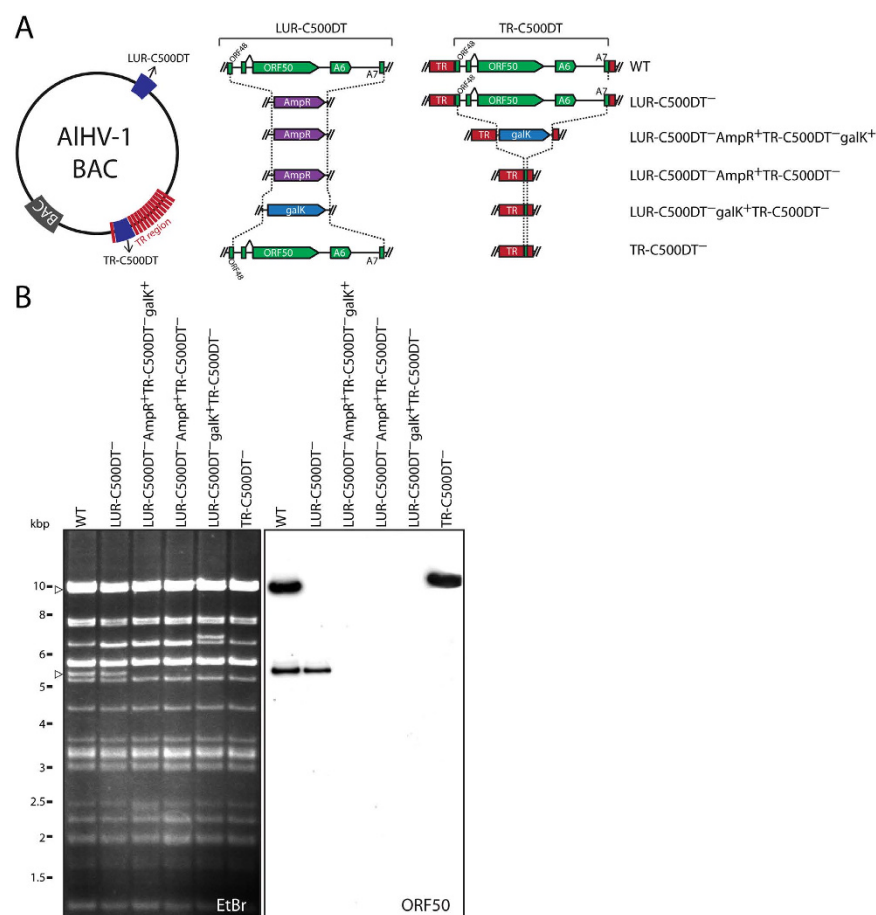 A
LUR-C500DT
AlHV-1
BAC
BAC
TR region
TR-C500DT
LUR-C500DT
ORF48
ORF50
A6
A7
AmpR
AmpR
AmpR
galK
ORF48
ORF50
A6
A7
TR-C500DT
TR
ORF48
ORF50
A6
A7
WT
TR
ORF48
ORF50
A6
A7
LUR-C500DT⁻
TR
galK
LUR-C500DT⁻AmpR⁺TR-C500DT⁻galK⁺
TR
LUR-C500DT⁻AmpR⁺TR-C500DT⁻
TR
LUR-C500DT⁻galK⁺TR-C500DT⁻
TR
TR-C500DT⁻
B
kbp
WT
LUR-C500DT⁻
LUR-C500DT⁻AmpR⁺TR-C500DT⁻galK⁺
LUR-C500DT⁻AmpR⁺TR-C500DT⁻
LUR-C500DT⁻galK⁺TR-C500DT⁻
TR-C500DT⁻
WT
LUR-C500DT⁻
LUR-C500DT⁻AmpR⁺TR-C500DT⁻galK⁺
LUR-C500DT⁻AmpR⁺TR-C500DT⁻
LUR-C500DT⁻galK⁺TR-C500DT⁻
TR-C500DT⁻
10
8
6
5
4
3
2.5
2
1.5
EtBr
ORF50